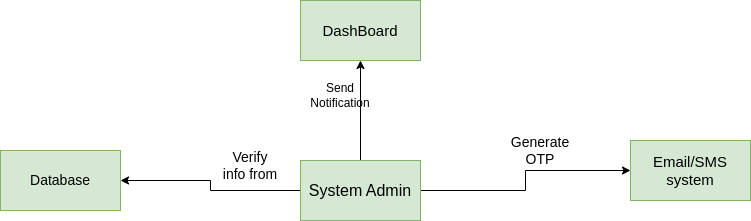 DashBoard
Send
Notification
Generate
OTP
Verify
info from
Email/SMS
system
Database
System Admin